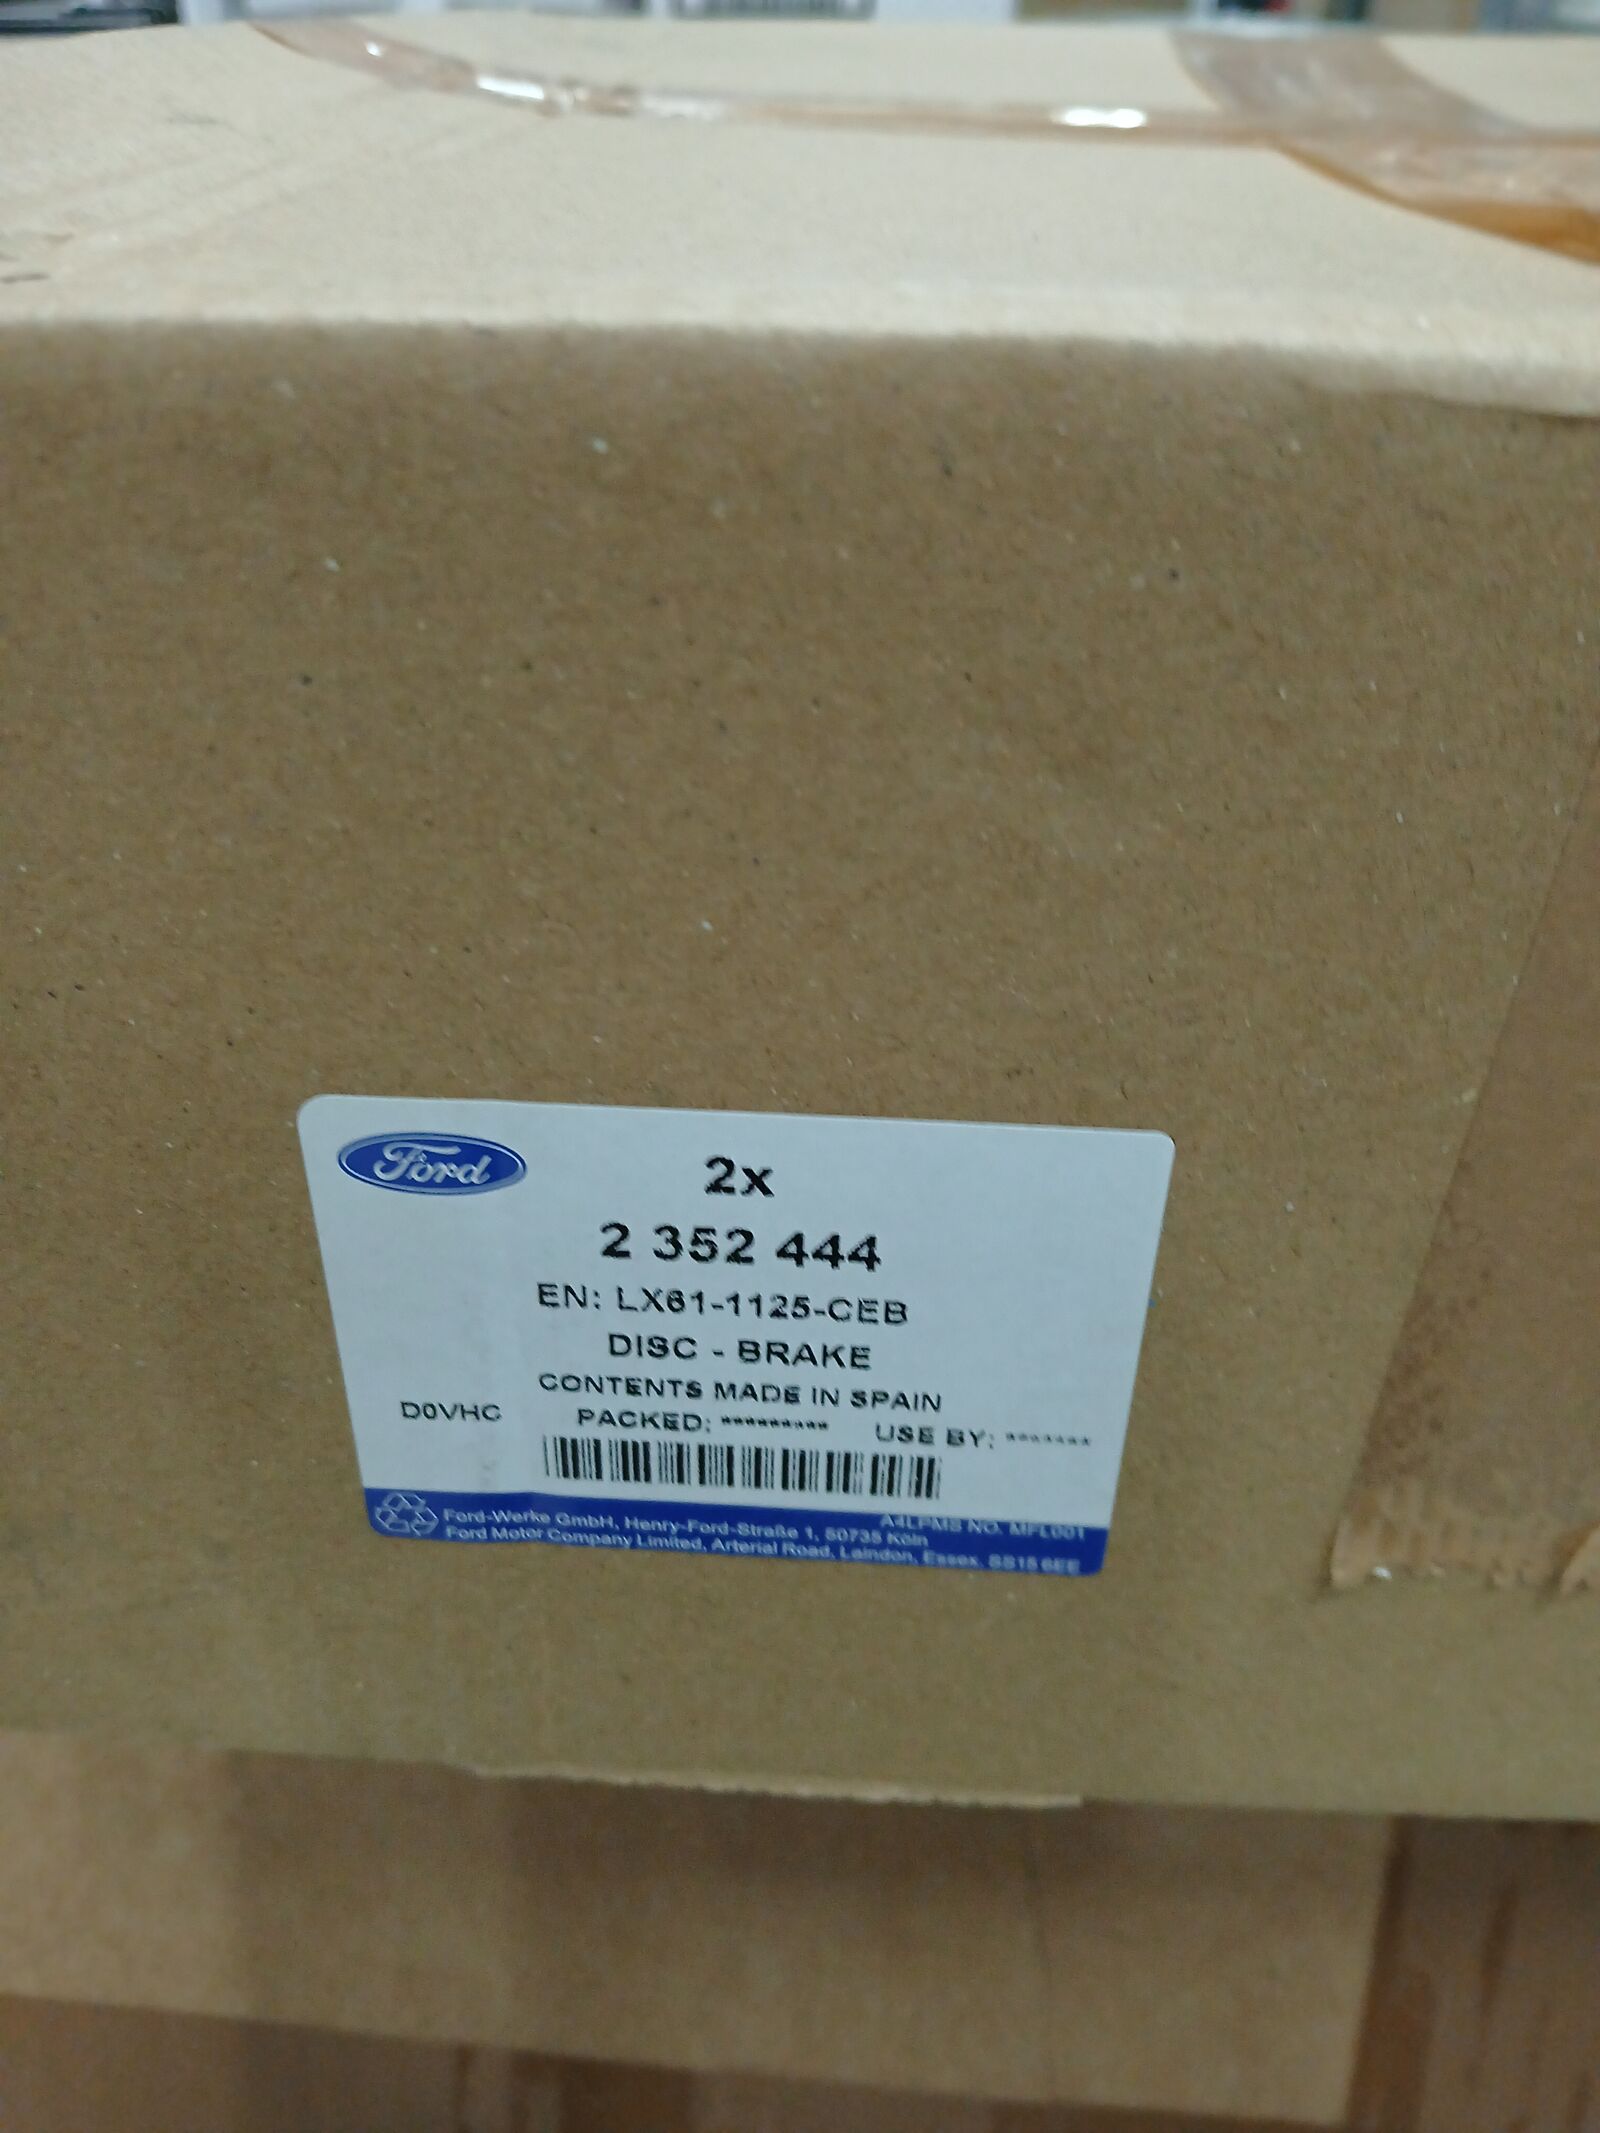 Ford
2x
2 352 444
EN: LX61-1125-CEB
DISC - BRAKE
CONTENTS MADE IN SPAIN
D0VHC PACKED: ********* USE BY: *******
A4LPMS NO. MFL001
Ford-Werke GmbH, Henry-Ford-Straße 1, 50735 Köln
Ford Motor Company Limited, Arterial Road, Laindon, Essex. SS15 6EE